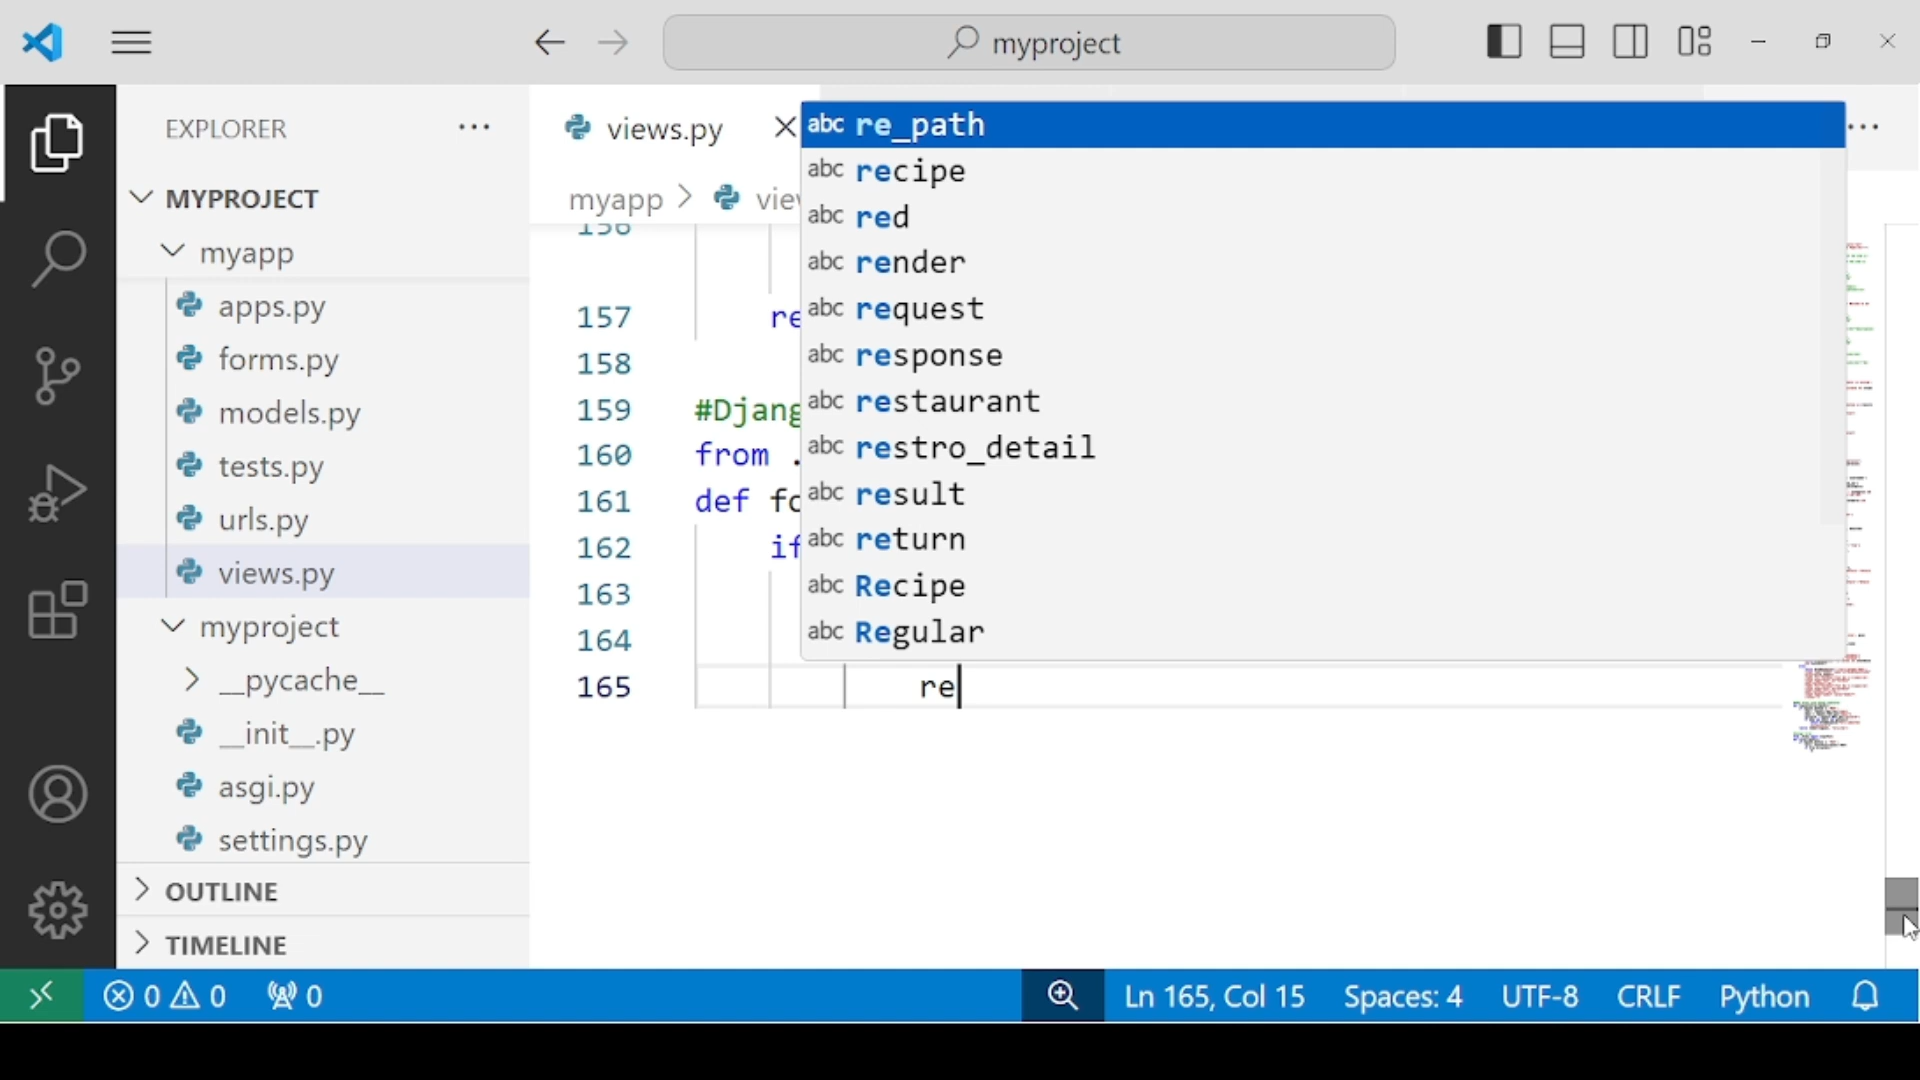 myproject
EXPLORER
MYPROJECT
myapp
apps.py
forms.py
models.py
tests.py
urls.py
views.py
myproject
__pycache__
__init__.py
asgi.py
settings.py
OUTLINE
TIMELINE
views.py
myapp > vie
156
157 re
158
159 #Djang
160 from .
161 def fo
162 if
163
164
165 re
abc re_path
abc recipe
abc red
abc render
abc request
abc response
abc restaurant
abc restro_detail
abc result
abc return
abc Recipe
abc Regular
0 0 0
Ln 165, Col 15 Spaces: 4 UTF-8 CRLF Python